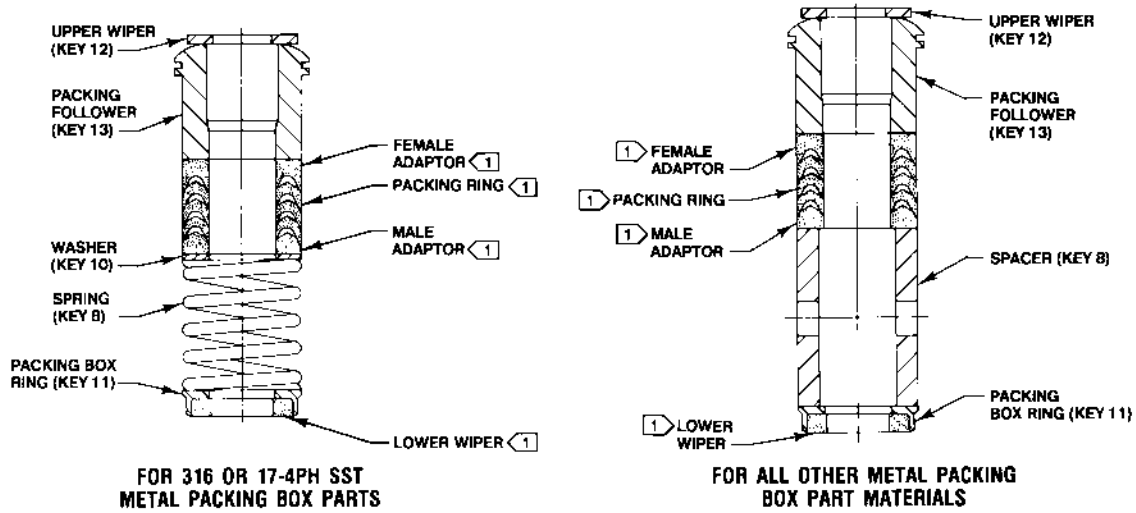 UPPER WIPER
(KEY 12)
PACKING
FOLLOWER
(KEY 13)
FEMALE
ADAPTOR 1
PACKING RING 1
MALE
ADAPTOR 1
WASHER
(KEY 10)
SPRING
(KEY 8)
PACKING BOX
RING (KEY 11)
LOWER WIPER 1
FOR 316 OR 17-4PH SST
METAL PACKING BOX PARTS
UPPER WIPER
(KEY 12)
PACKING
FOLLOWER
(KEY 13)
1 FEMALE
ADAPTOR
1 PACKING RING
1 MALE
ADAPTOR
SPACER (KEY 8)
PACKING
BOX RING (KEY 11)
1 LOWER
WIPER
FOR ALL OTHER METAL PACKING
BOX PART MATERIALS